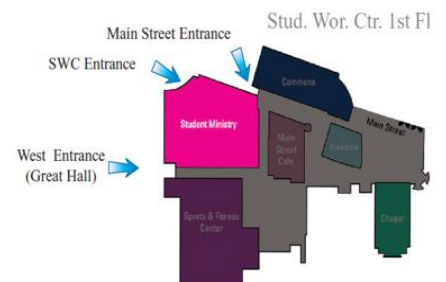 Stud. Wor. Ctr. 1st Fl
Main Street Entrance
SWC Entrance
Commons
Student Ministry
Main Street
Main
Street
Cafe
Bookstore
West Entrance
(Great Hall)
Sports & Fitness
Center
Chapel